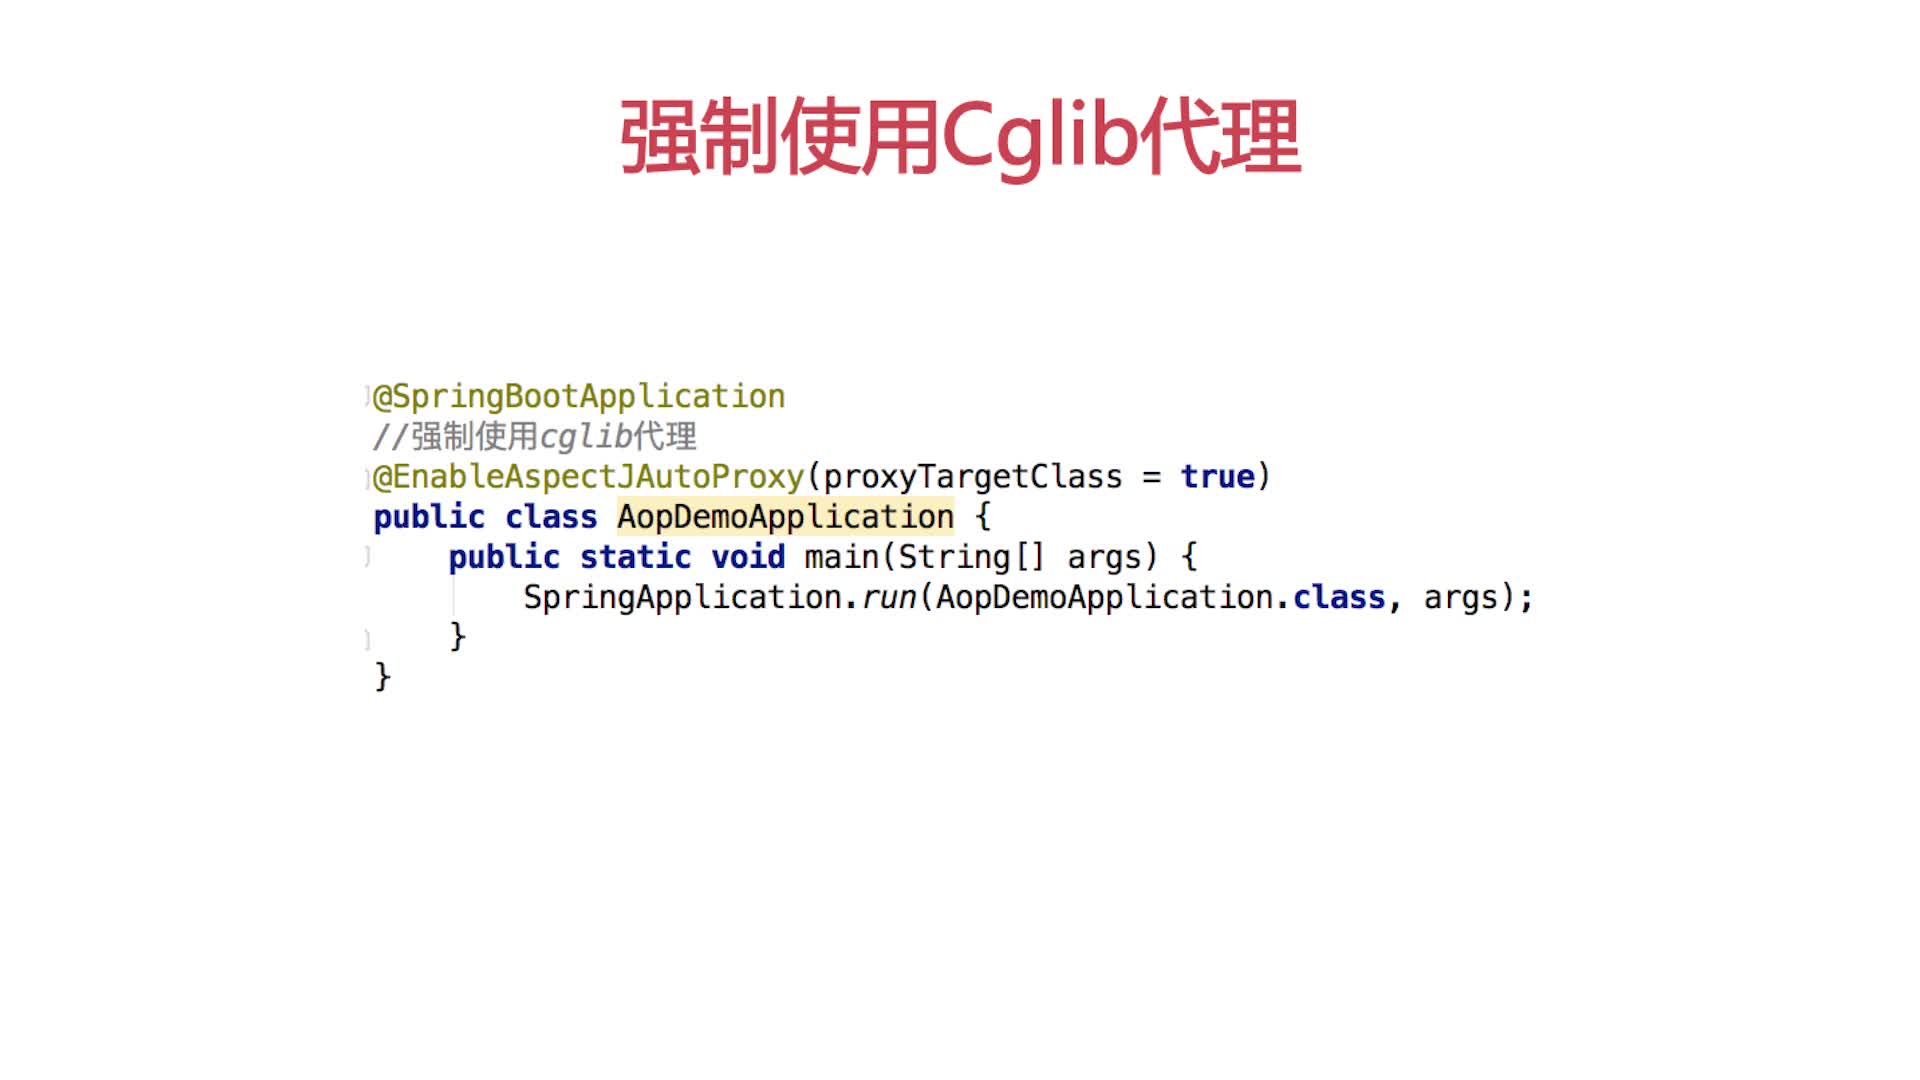 强制使用Cglib代理
@SpringBootApplication
//强制使用cglib代理
@EnableAspectJAutoProxy(proxyTargetClass = true)
public class AopDemoApplication {
    public static void main(String[] args) {
        SpringApplication.run(AopDemoApplication.class, args);
    }
}